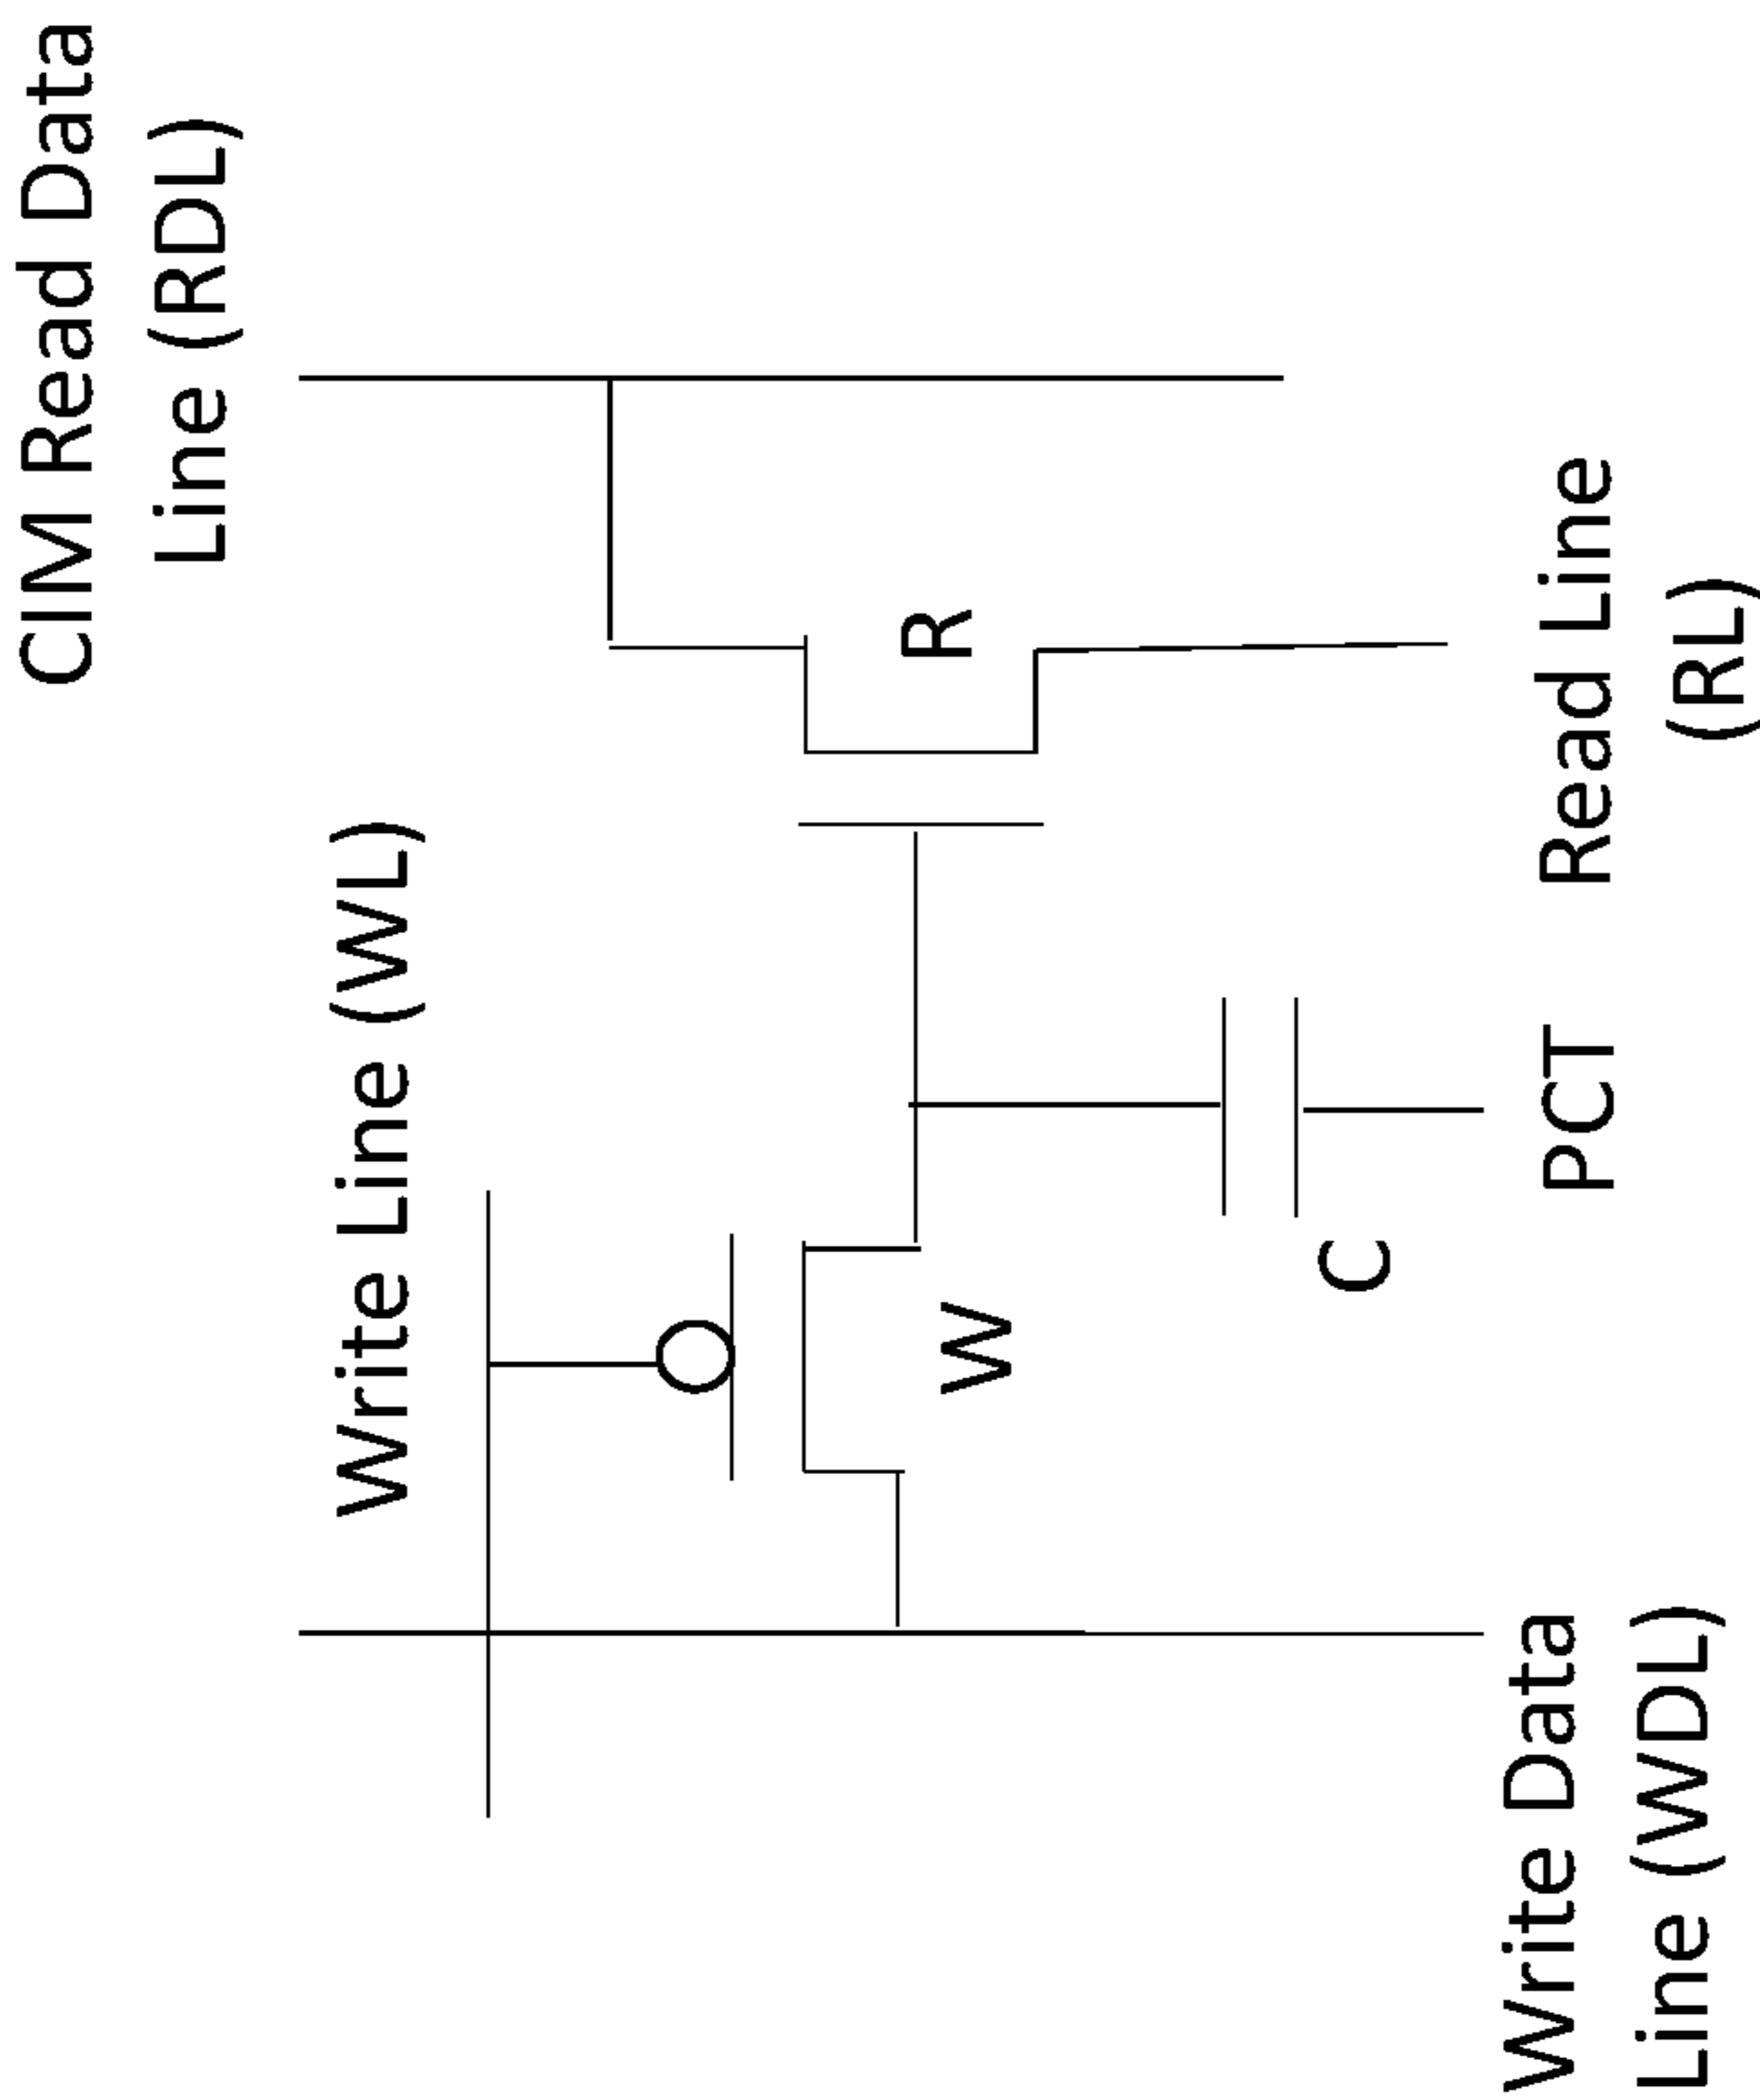 CIM Read Data
Line (RDL)
Write Line (WL)
R
W
C
Write Data
Line (WDL)
PCT
Read Line
(RL)